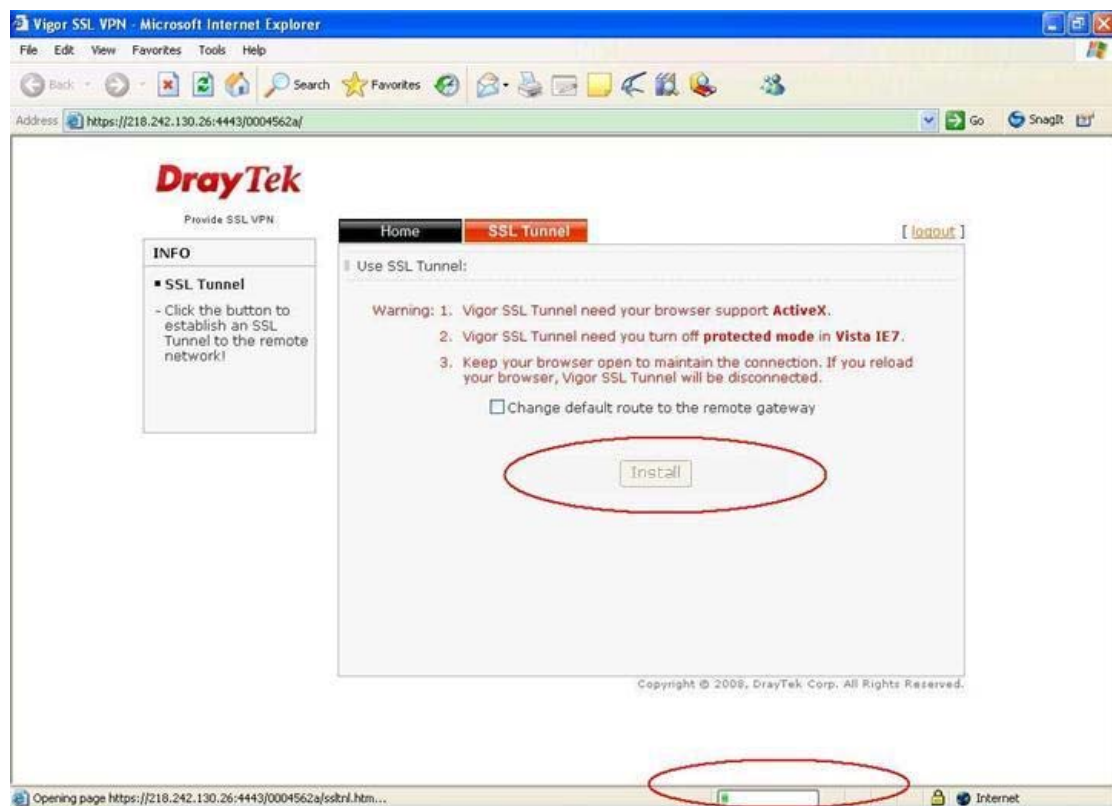 Vigor SSL VPN - Microsoft Internet Explorer
File Edit View Favorites Tools Help
Back Search Favorites
Address https://218.242.130.26:4443/0004562a/ Go SnagIt
DrayTek
Provide SSL VPN
Home SSL Tunnel [ logout ]
INFO
SSL Tunnel
- Click the button to
establish an SSL
Tunnel to the remote
network!
Use SSL Tunnel:
Warning: 1. Vigor SSL Tunnel need your browser support ActiveX.
2. Vigor SSL Tunnel need you turn off protected mode in Vista IE7.
3. Keep your browser open to maintain the connection. If you reload
your browser, Vigor SSL Tunnel will be disconnected.
Change default route to the remote gateway
Install
Copyright © 2008, DrayTek Corp. All Rights Reserved.
Opening page https://218.242.130.26:4443/0004562a/ssltnl.htm... Internet